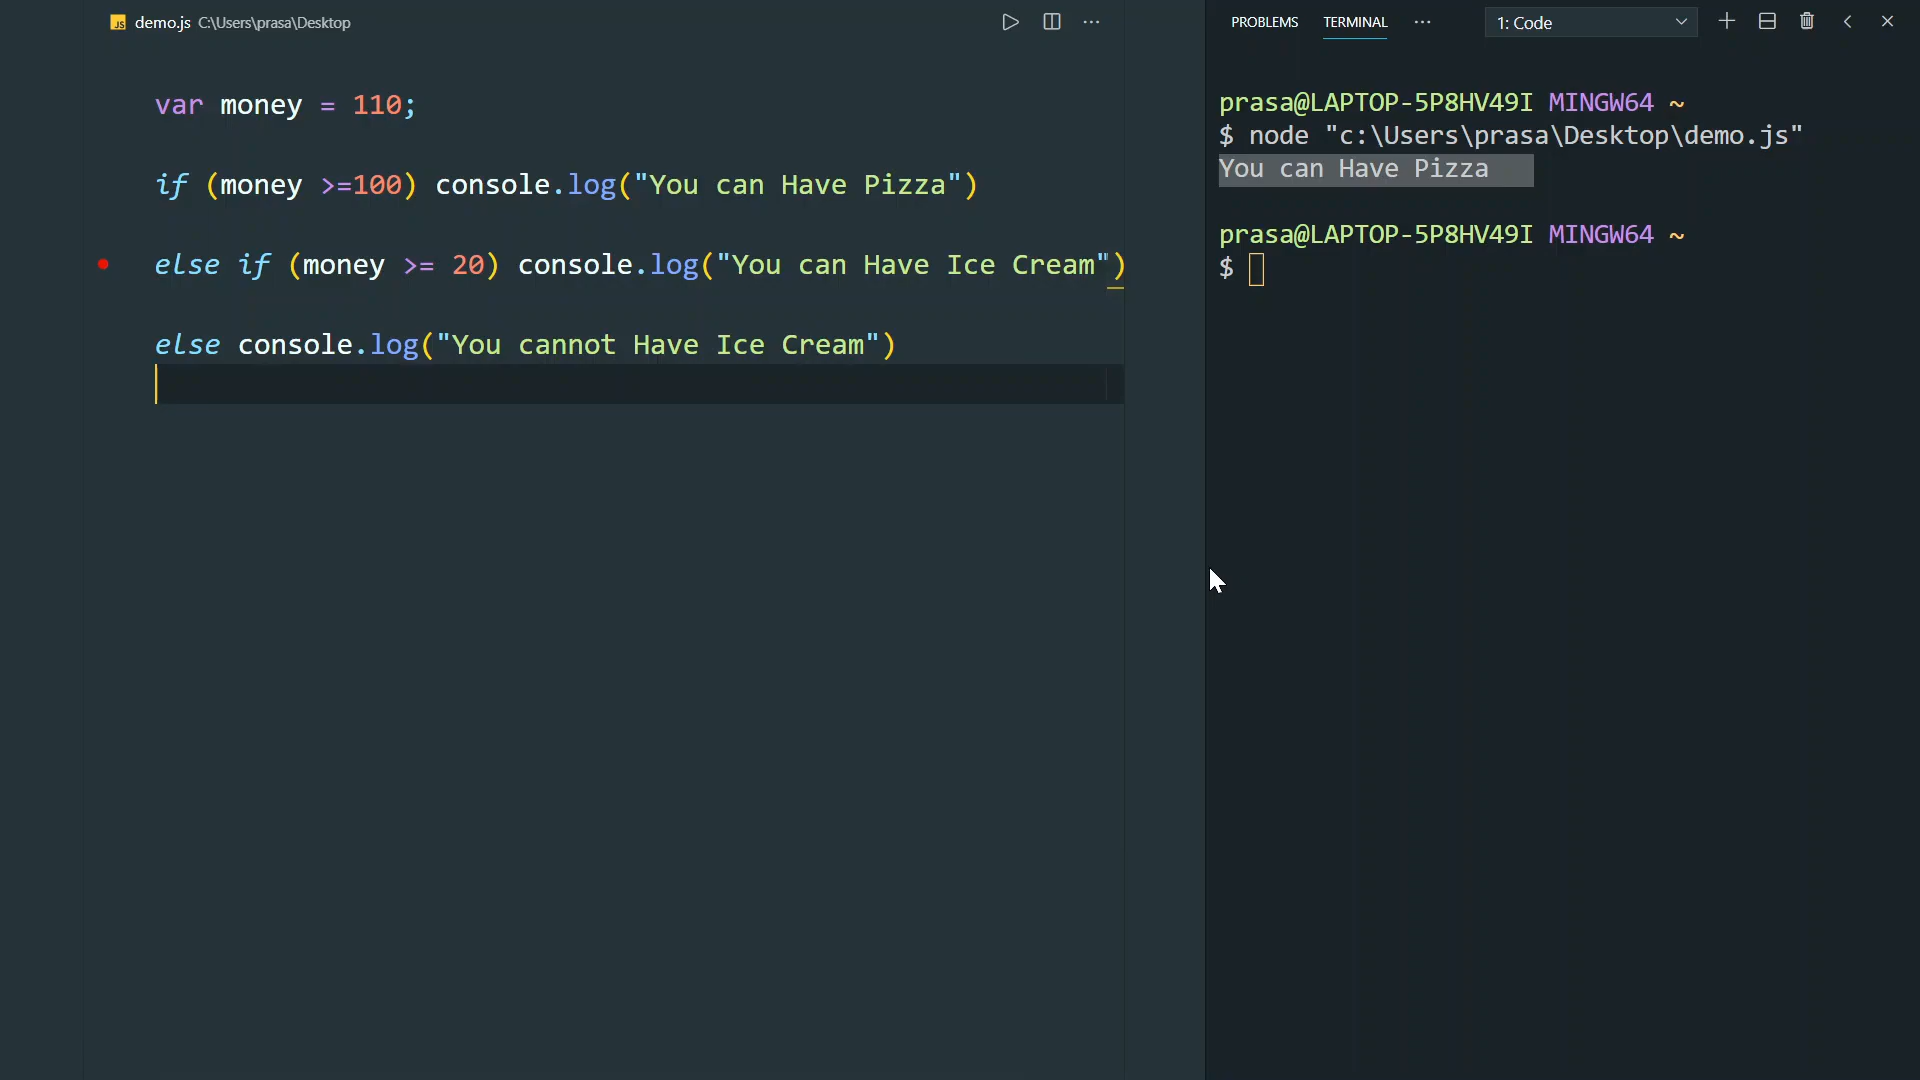 demo.js C:\Users\prasa\Desktop
var money = 110;
if (money >=100) console.log("You can Have Pizza")
else if (money >= 20) console.log("You can Have Ice Cream")
else console.log("You cannot Have Ice Cream")
PROBLEMS TERMINAL ··· 1: Code
prasa@LAPTOP-5P8HV49I MINGW64 ~
$ node "c:\Users\prasa\Desktop\demo.js"
You can Have Pizza
prasa@LAPTOP-5P8HV49I MINGW64 ~
$